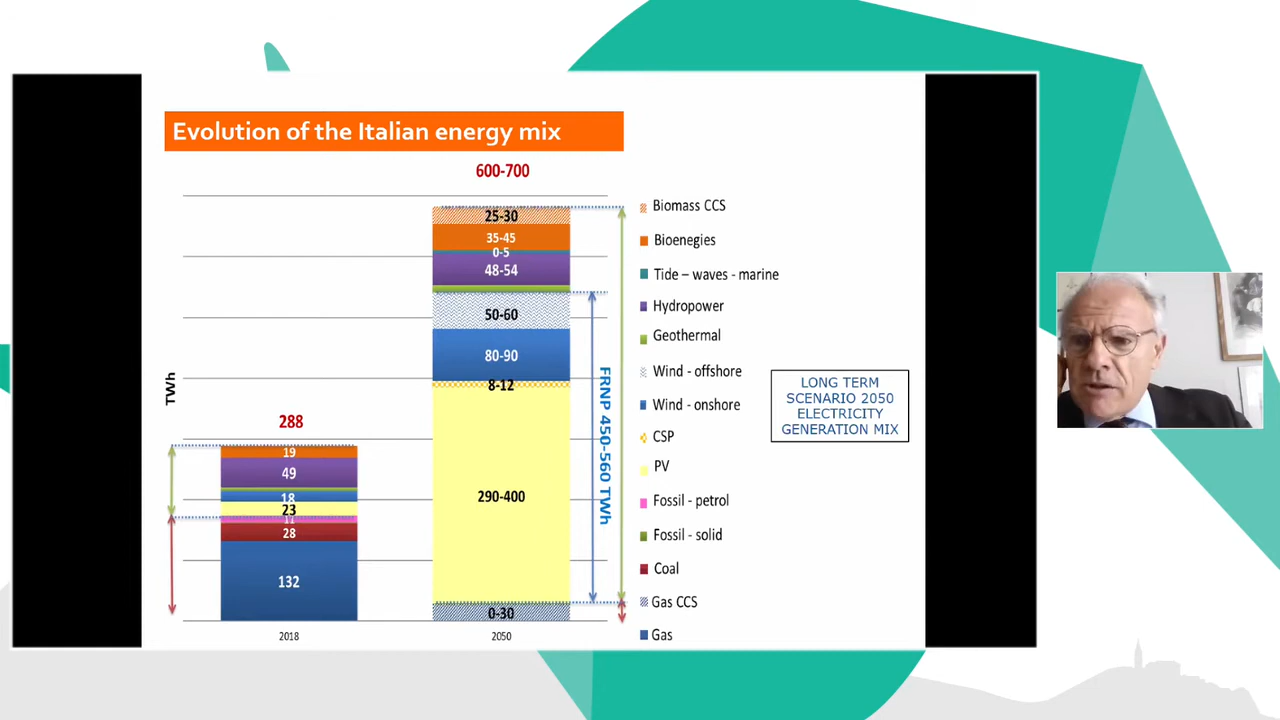 Evolution of the Italian energy mix
600-700
25-30
35-45
0-5
48-54
50-60
80-90
8-12
290-400
0-30
FRNP 450-560 TWh
TWh
288
19
49
18
23
11
28
132
2018
2050
Biomass CCS
Bioenegies
Tide – waves - marine
Hydropower
Geothermal
Wind - offshore
Wind - onshore
CSP
PV
Fossil - petrol
Fossil - solid
Coal
Gas CCS
Gas
LONG TERM
SCENARIO 2050
ELECTRICITY
GENERATION MIX